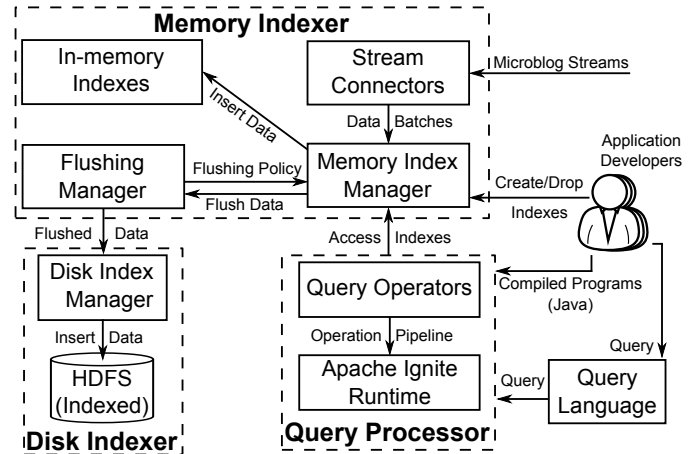 Memory Indexer
In-memory
Indexes
Stream
Connectors
Microblog Streams
Insert Data
Data Batches
Application
Developers
Flushing
Manager
Flushing Policy
Flush Data
Memory Index
Manager
Create/Drop
Indexes
Flushed Data
Access Indexes
Disk Index
Manager
Query Operators
Compiled Programs
(Java)
Insert Data
Operation Pipeline
Query
HDFS
(Indexed)
Apache Ignite
Runtime
Query
Query
Language
Disk Indexer
Query Processor